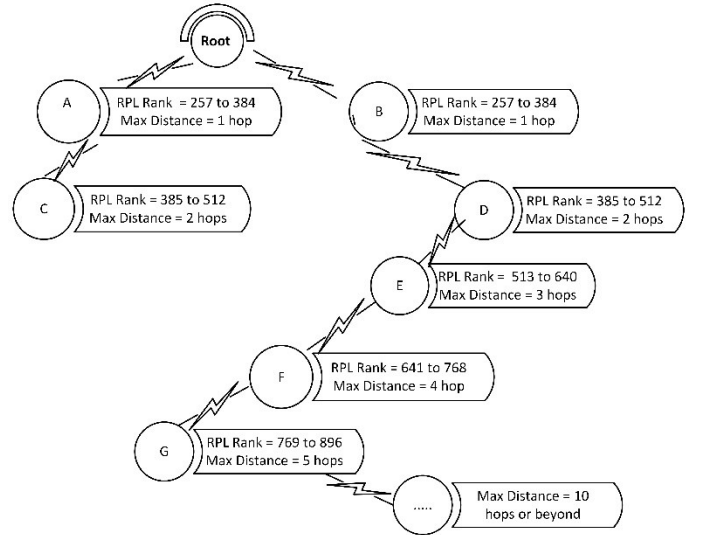 Root
A
RPL Rank = 257 to 384
Max Distance = 1 hop
B
RPL Rank = 257 to 384
Max Distance = 1 hop
C
RPL Rank = 385 to 512
Max Distance = 2 hops
D
RPL Rank = 385 to 512
Max Distance = 2 hops
E
RPL Rank = 513 to 640
Max Distance = 3 hops
F
RPL Rank = 641 to 768
Max Distance = 4 hop
G
RPL Rank = 769 to 896
Max Distance = 5 hops
.....
Max Distance = 10
hops or beyond